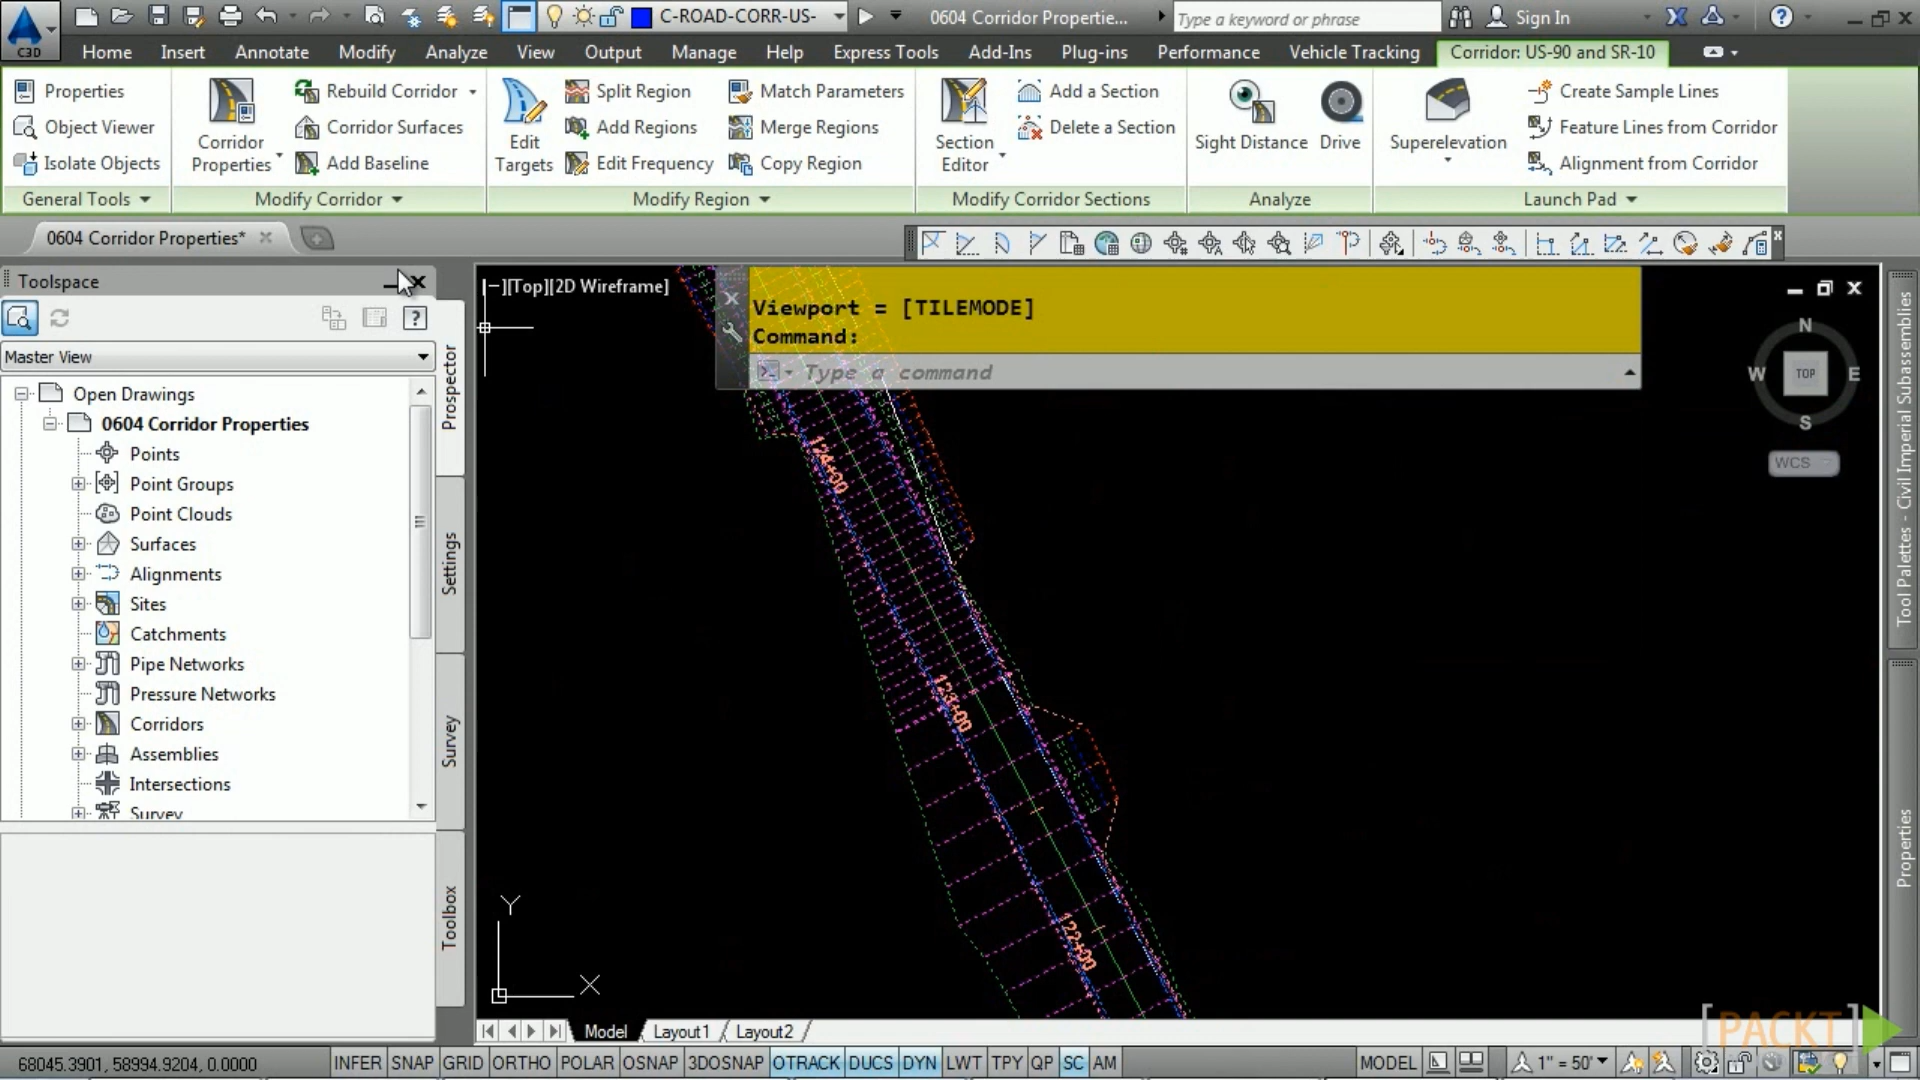 C-ROAD-CORR-US-
0604 Corridor Propertie...
Type a keyword or phrase
Sign In
C3D
Home
Insert
Annotate
Modify
Analyze
View
Output
Manage
Help
Express Tools
Add-Ins
Plug-ins
Performance
Vehicle Tracking
Corridor: US-90 and SR-10
Properties
Object Viewer
Isolate Objects
General Tools
Corridor
Properties
Rebuild Corridor
Corridor Surfaces
Add Baseline
Modify Corridor
Edit
Targets
Split Region
Add Regions
Edit Frequency
Match Parameters
Merge Regions
Copy Region
Modify Region
Section
Editor
Add a Section
Delete a Section
Modify Corridor Sections
Sight Distance
Drive
Analyze
Superelevation
Create Sample Lines
Feature Lines from Corridor
Alignment from Corridor
Launch Pad
0604 Corridor Properties*
Toolspace
Master View
Open Drawings
0604 Corridor Properties
Points
Point Groups
Point Clouds
Surfaces
Alignments
Sites
Catchments
Pipe Networks
Pressure Networks
Corridors
Assemblies
Intersections
Survey
Prospector
Settings
Survey
Toolbox
[−][Top][2D Wireframe]
Viewport = [TILEMODE]
Command:
Type a command
N
W
TOP
E
S
WCS
124+00
123+00
122+00
Y
X
Tool Palettes - Civil Imperial Subassemblies
Properties
[PACKT]
Model
Layout1
Layout2
68045.3901, 58994.9204, 0.0000
INFER
SNAP
GRID
ORTHO
POLAR
OSNAP
3DOSNAP
OTRACK
DUCS
DYN
LWT
TPY
QP
SC
AM
MODEL
1" = 50'